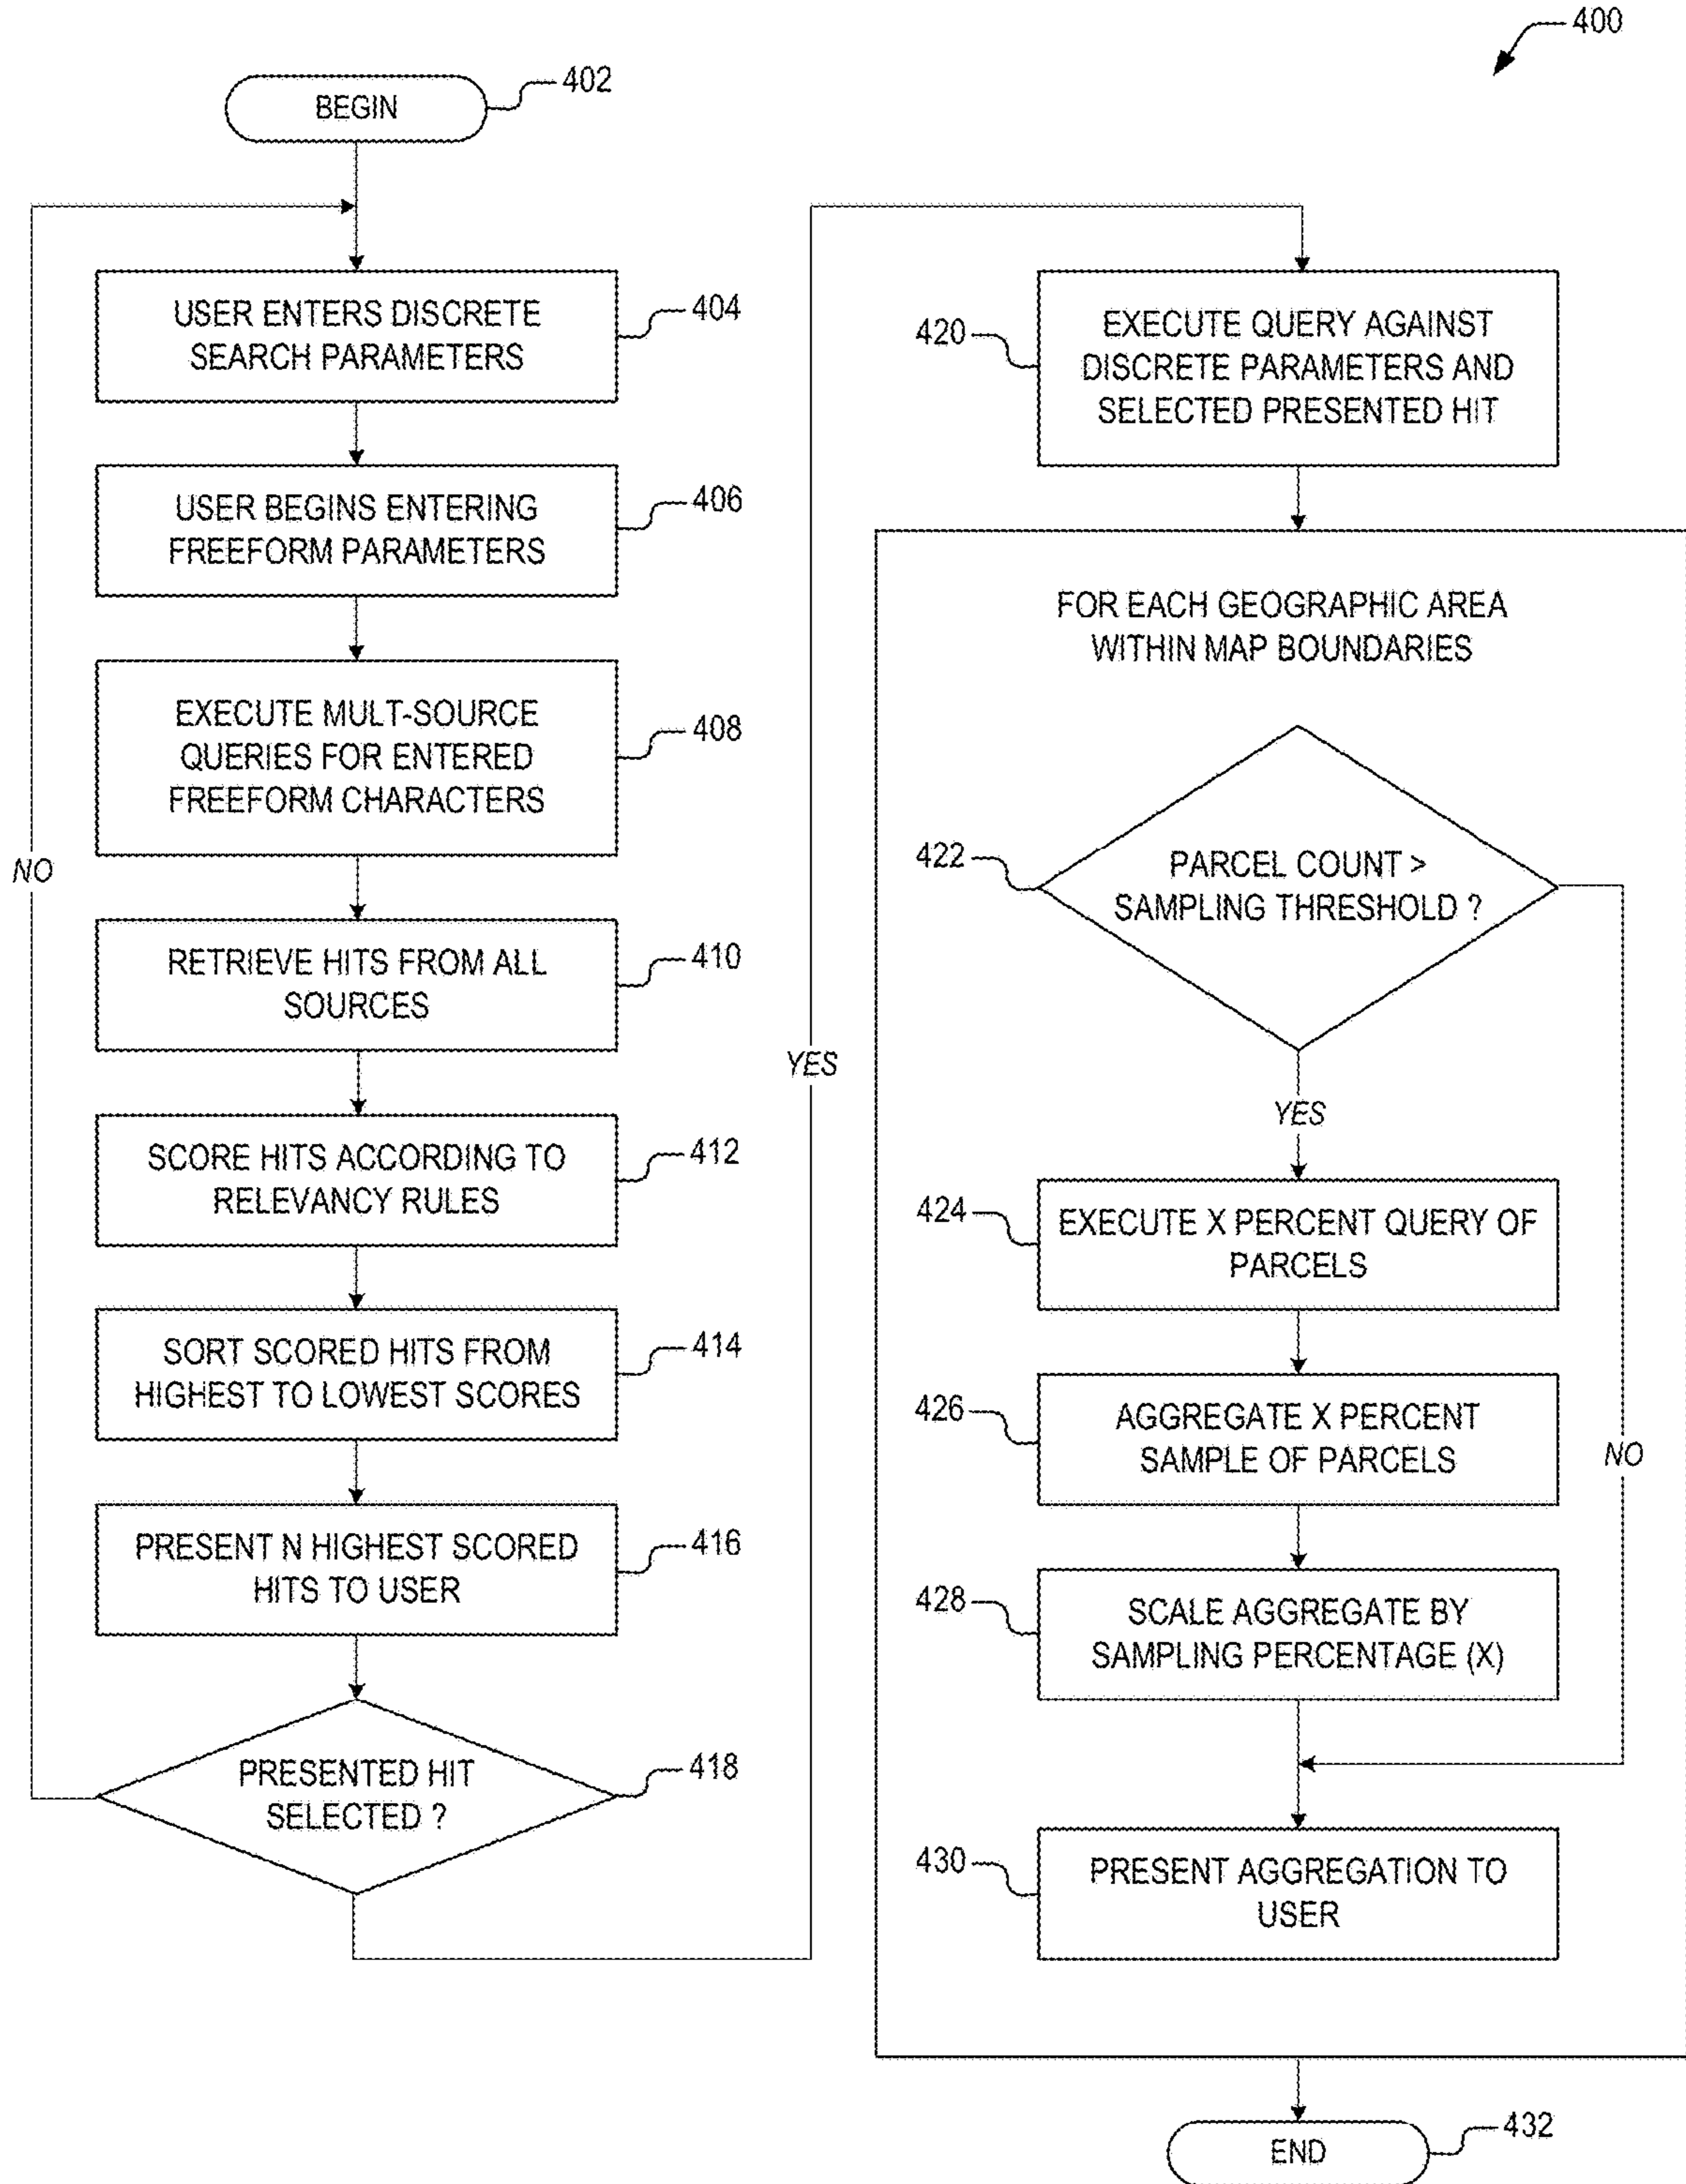 400
BEGIN
402
USER ENTERS DISCRETE
SEARCH PARAMETERS
404
USER BEGINS ENTERING
FREEFORM PARAMETERS
406
EXECUTE MULT-SOURCE
QUERIES FOR ENTERED
FREEFORM CHARACTERS
408
NO
RETRIEVE HITS FROM ALL
SOURCES
410
SCORE HITS ACCORDING TO
RELEVANCY RULES
412
SORT SCORED HITS FROM
HIGHEST TO LOWEST SCORES
414
PRESENT N HIGHEST SCORED
HITS TO USER
416
PRESENTED HIT
SELECTED ?
418
YES
420
EXECUTE QUERY AGAINST
DISCRETE PARAMETERS AND
SELECTED PRESENTED HIT
FOR EACH GEOGRAPHIC AREA
WITHIN MAP BOUNDARIES
422
PARCEL COUNT >
SAMPLING THRESHOLD ?
YES
424
EXECUTE X PERCENT QUERY OF
PARCELS
426
AGGREGATE X PERCENT
SAMPLE OF PARCELS
NO
428
SCALE AGGREGATE BY
SAMPLING PERCENTAGE (X)
430
PRESENT AGGREGATION TO
USER
END
432